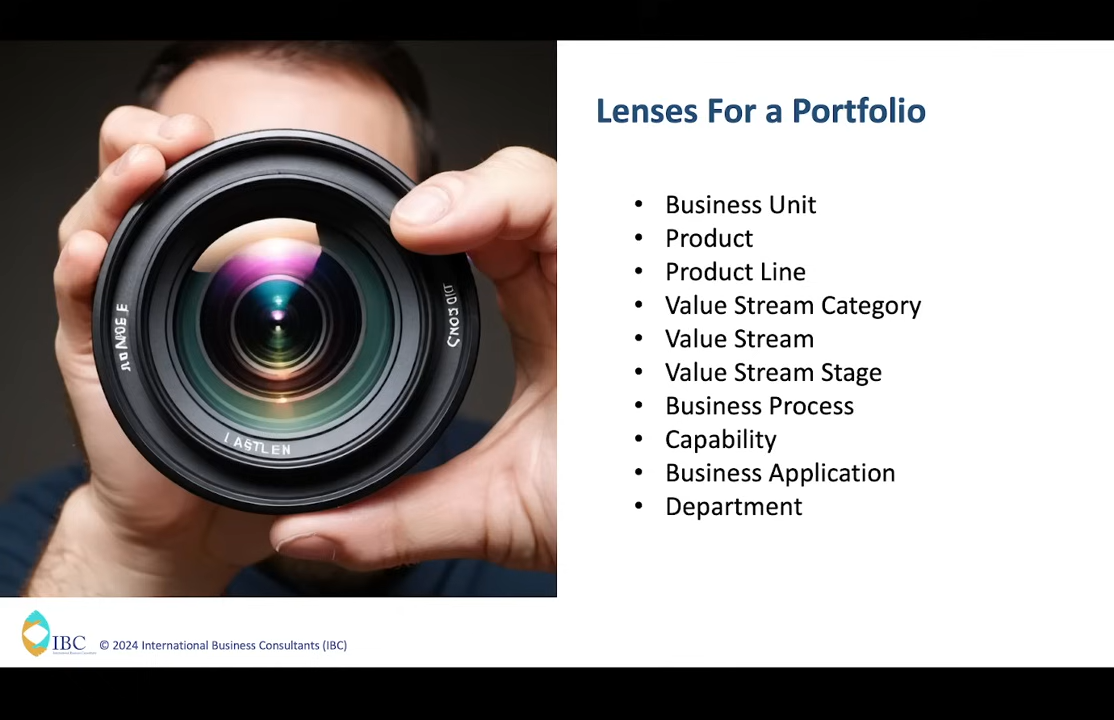 Lenses For a Portfolio
• Business Unit
• Product
• Product Line
• Value Stream Category
• Value Stream
• Value Stream Stage
• Business Process
• Capability
• Business Application
• Department
IBC
© 2024 International Business Consultants (IBC)